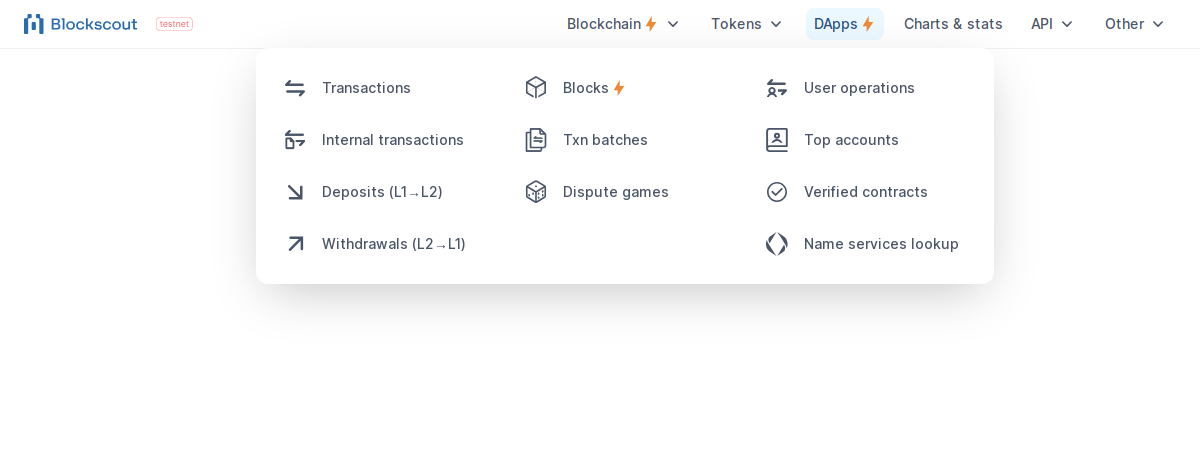 Blockscout testnet Blockchain Tokens DApps Charts & stats API Other
Transactions Blocks User operations
Internal transactions Txn batches Top accounts
Deposits (L1→L2) Dispute games Verified contracts
Withdrawals (L2→L1) Name services lookup